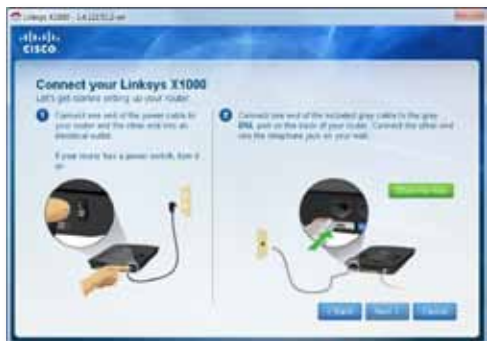 Linksys X1000 -
CISCO
Connect your Linksys X1000
Let's get started setting up your router.
1
Connect one end of the power cable to
your router and the other end into an
electrical outlet.
If your router has a power switch, turn it
on.
2
Connect one end of the included gray cable to the gray
DSL port on the back of your router. Connect the other end
into the telephone jack on your wall.
< Back
Next >
Cancel